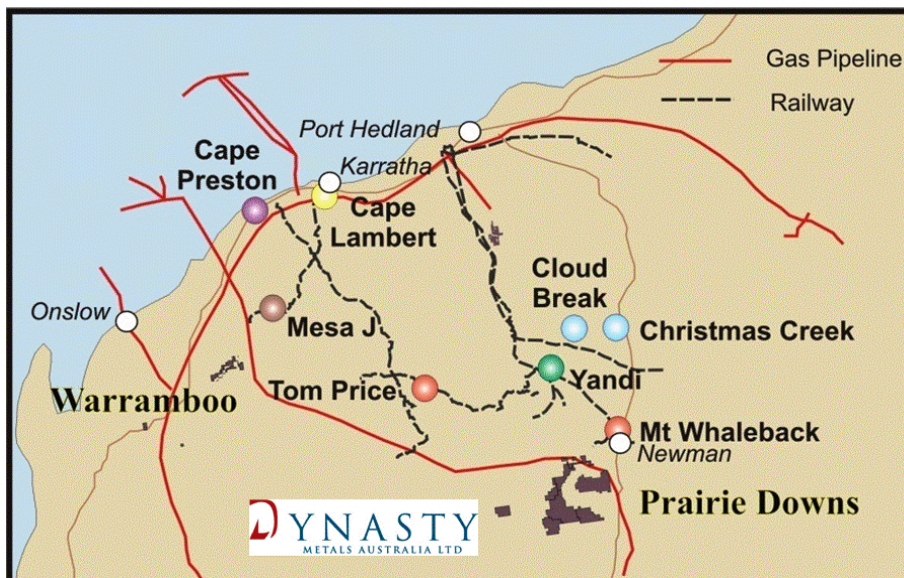 Gas Pipeline
Railway
Port Hedland
Cape
Preston
Karratha
Cape
Lambert
Cloud
Break
Onslow
Mesa J
Christmas Creek
Warramboo
Tom Price
Yandi
Mt Whaleback
Newman
Prairie Downs
DYNASTY
METALS AUSTRALIA LTD